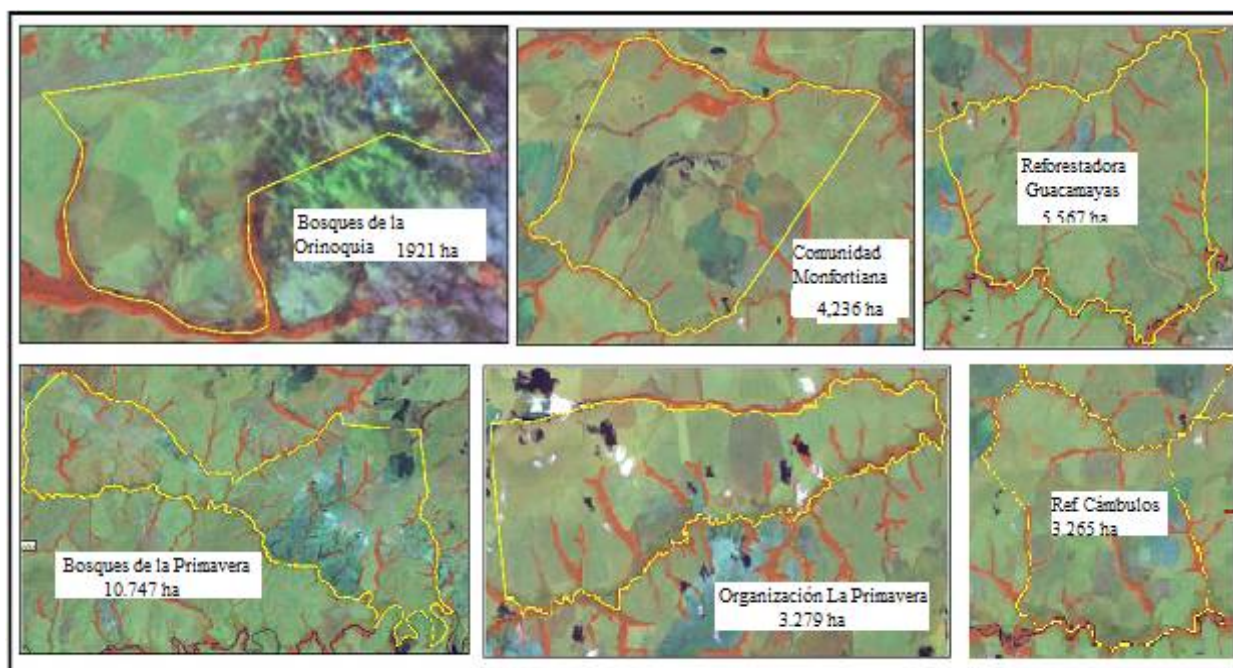 Bosques de la
Orinoquia 1921 ha
Comunidad
Monfortiana
4,236 ha
Reforestadora
Guacamayas
5.567 ha
Bosques de la Primavera
10.747 ha
Organización La Primavera
3.279 ha
Ref Cámbulos
3.265 ha